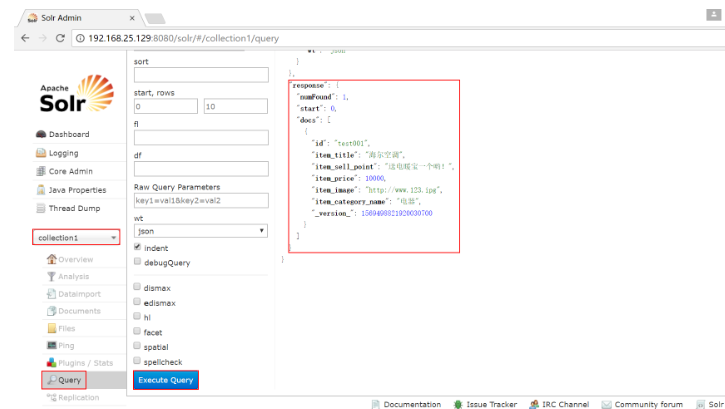 Solr Admin
192.168.25.129:8080/solr/#/collection1/query
Apache
Solr
Dashboard
Logging
Core Admin
Java Properties
Thread Dump
collection1
Overview
Analysis
Dataimport
Documents
Files
Ping
Plugins / Stats
Query
Replication
sort
start, rows
0
10
fl
df
Raw Query Parameters
key1=val1&key2=val2
wt
json
indent
debugQuery
dismax
edismax
hl
facet
spatial
spellcheck
Execute Query
"wt": "json"
}
},
"response": {
"numFound": 1,
"start": 0,
"docs": [
{
"id": "test001",
"item_title": "海尔空调",
"item_sell_point": "送电暖宝一个哟！",
"item_price": 10000,
"item_image": "http://www.123.jpg",
"item_category_name": "电器",
"_version_":
}
]
}
}
Documentation
Issue Tracker
IRC Channel
Community forum
Solr